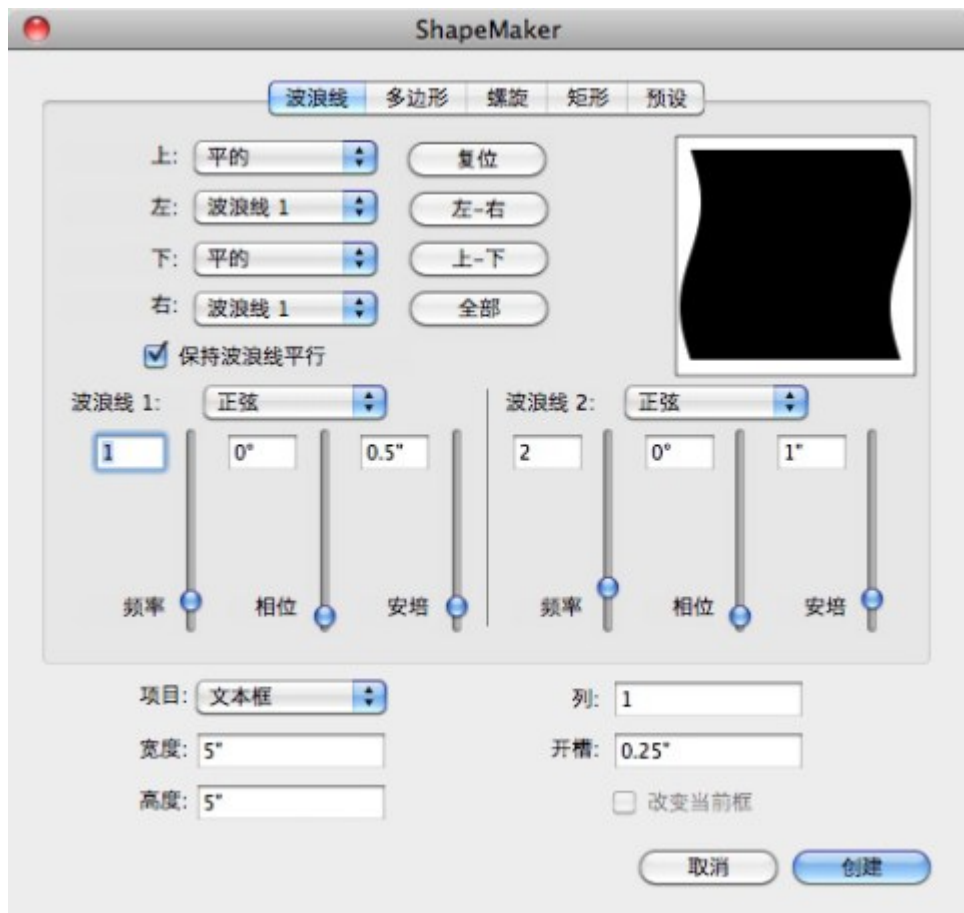 ShapeMaker
波浪线 多边形 螺旋 矩形 预设
上: 平的 复位
左: 波浪线 1 左-右
下: 平的 上-下
右: 波浪线 1 全部
保持波浪线平行
波浪线 1: 正弦 波浪线 2: 正弦
1 0° 0.5" 2 0° 1"
频率 相位 安培 频率 相位 安培
项目: 文本框 列: 1
宽度: 5" 开槽: 0.25"
高度: 5" 改变当前框
取消 创建